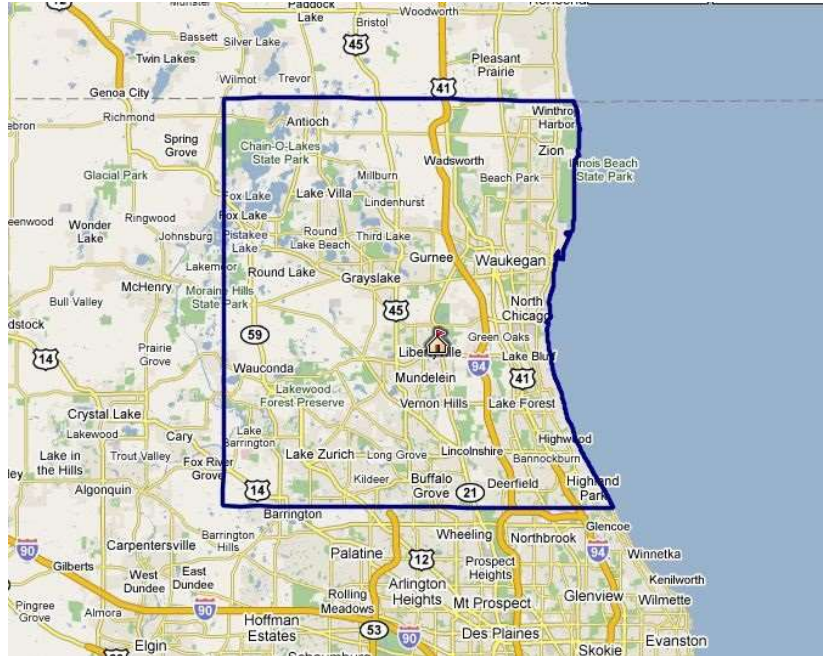 Paddock
Lake
Woodworth
Bristol
Bassett
Silver Lake
45
Twin Lakes
Pleasant
Prairie
Wilmot
Trevor
41
Genoa City
Richmond
Antioch
Winthrop
Harbor
Spring
Grove
Chain-O-Lakes
State Park
Zion
Wadsworth
Illinois Beach
State Park
Glacial Park
Millburn
Beach Park
Fox Lake
Lake Villa
Lindenhurst
Ringwood
Fox Lake
Wonder
Lake
Johnsburg
Pistakee
Lake
Round
Lake Beach
Third Lake
Gurnee
Waukegan
Lakemoor
Round Lake
Grayslake
McHenry
Moraine Hills
State Park
Bull Valley
45
North
Chicago
59
Green Oaks
14
Prairie
Grove
Libertyville
94
Lake Bluff
Wauconda
Mundelein
41
Lakewood
Forest Preserve
Vernon Hills
Lake Forest
Crystal Lake
Lakewood
Cary
Lake
Barrington
Highwood
Lake in
the Hills
Trout Valley
Fox River
Grove
Lake Zurich
Long Grove
Lincolnshire
Bannockburn
Kildeer
Buffalo
Grove
Deerfield
Highland
Park
Algonquin
14
21
Barrington
Glencoe
90
Carpentersville
Barrington
Hills
Wheeling
Northbrook
94
Winnetka
Gilberts
Palatine
12
West
Dundee
East
Dundee
Prospect
Heights
Kenilworth
Rolling
Meadows
Arlington
Heights
Glenview
Wilmette
Pingree
Grove
Almora
90
Mt Prospect
Hoffman
Estates
53
90
Des Plaines
Evanston
Elgin
Skokie